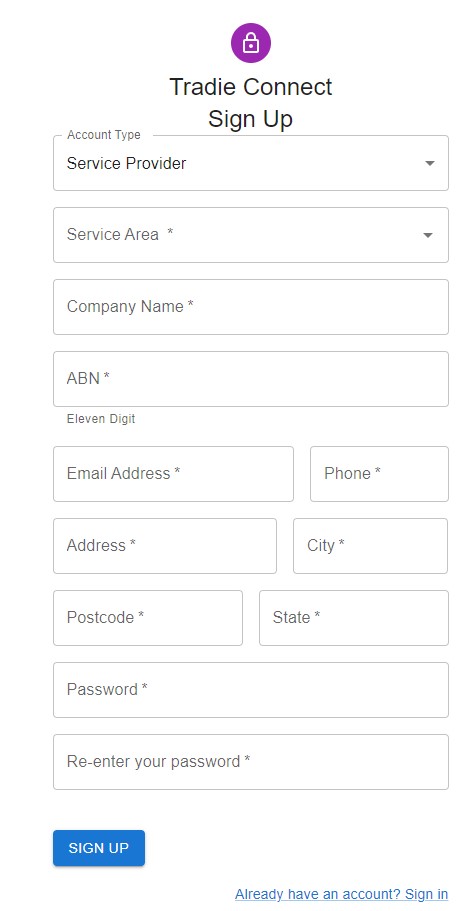 Tradie Connect
Sign Up
Account Type
Service Provider
Service Area *
Company Name *
ABN *
Eleven Digit
Email Address *
Phone *
Address *
City *
Postcode *
State *
Password *
Re-enter your password *
SIGN UP
Already have an account? Sign in